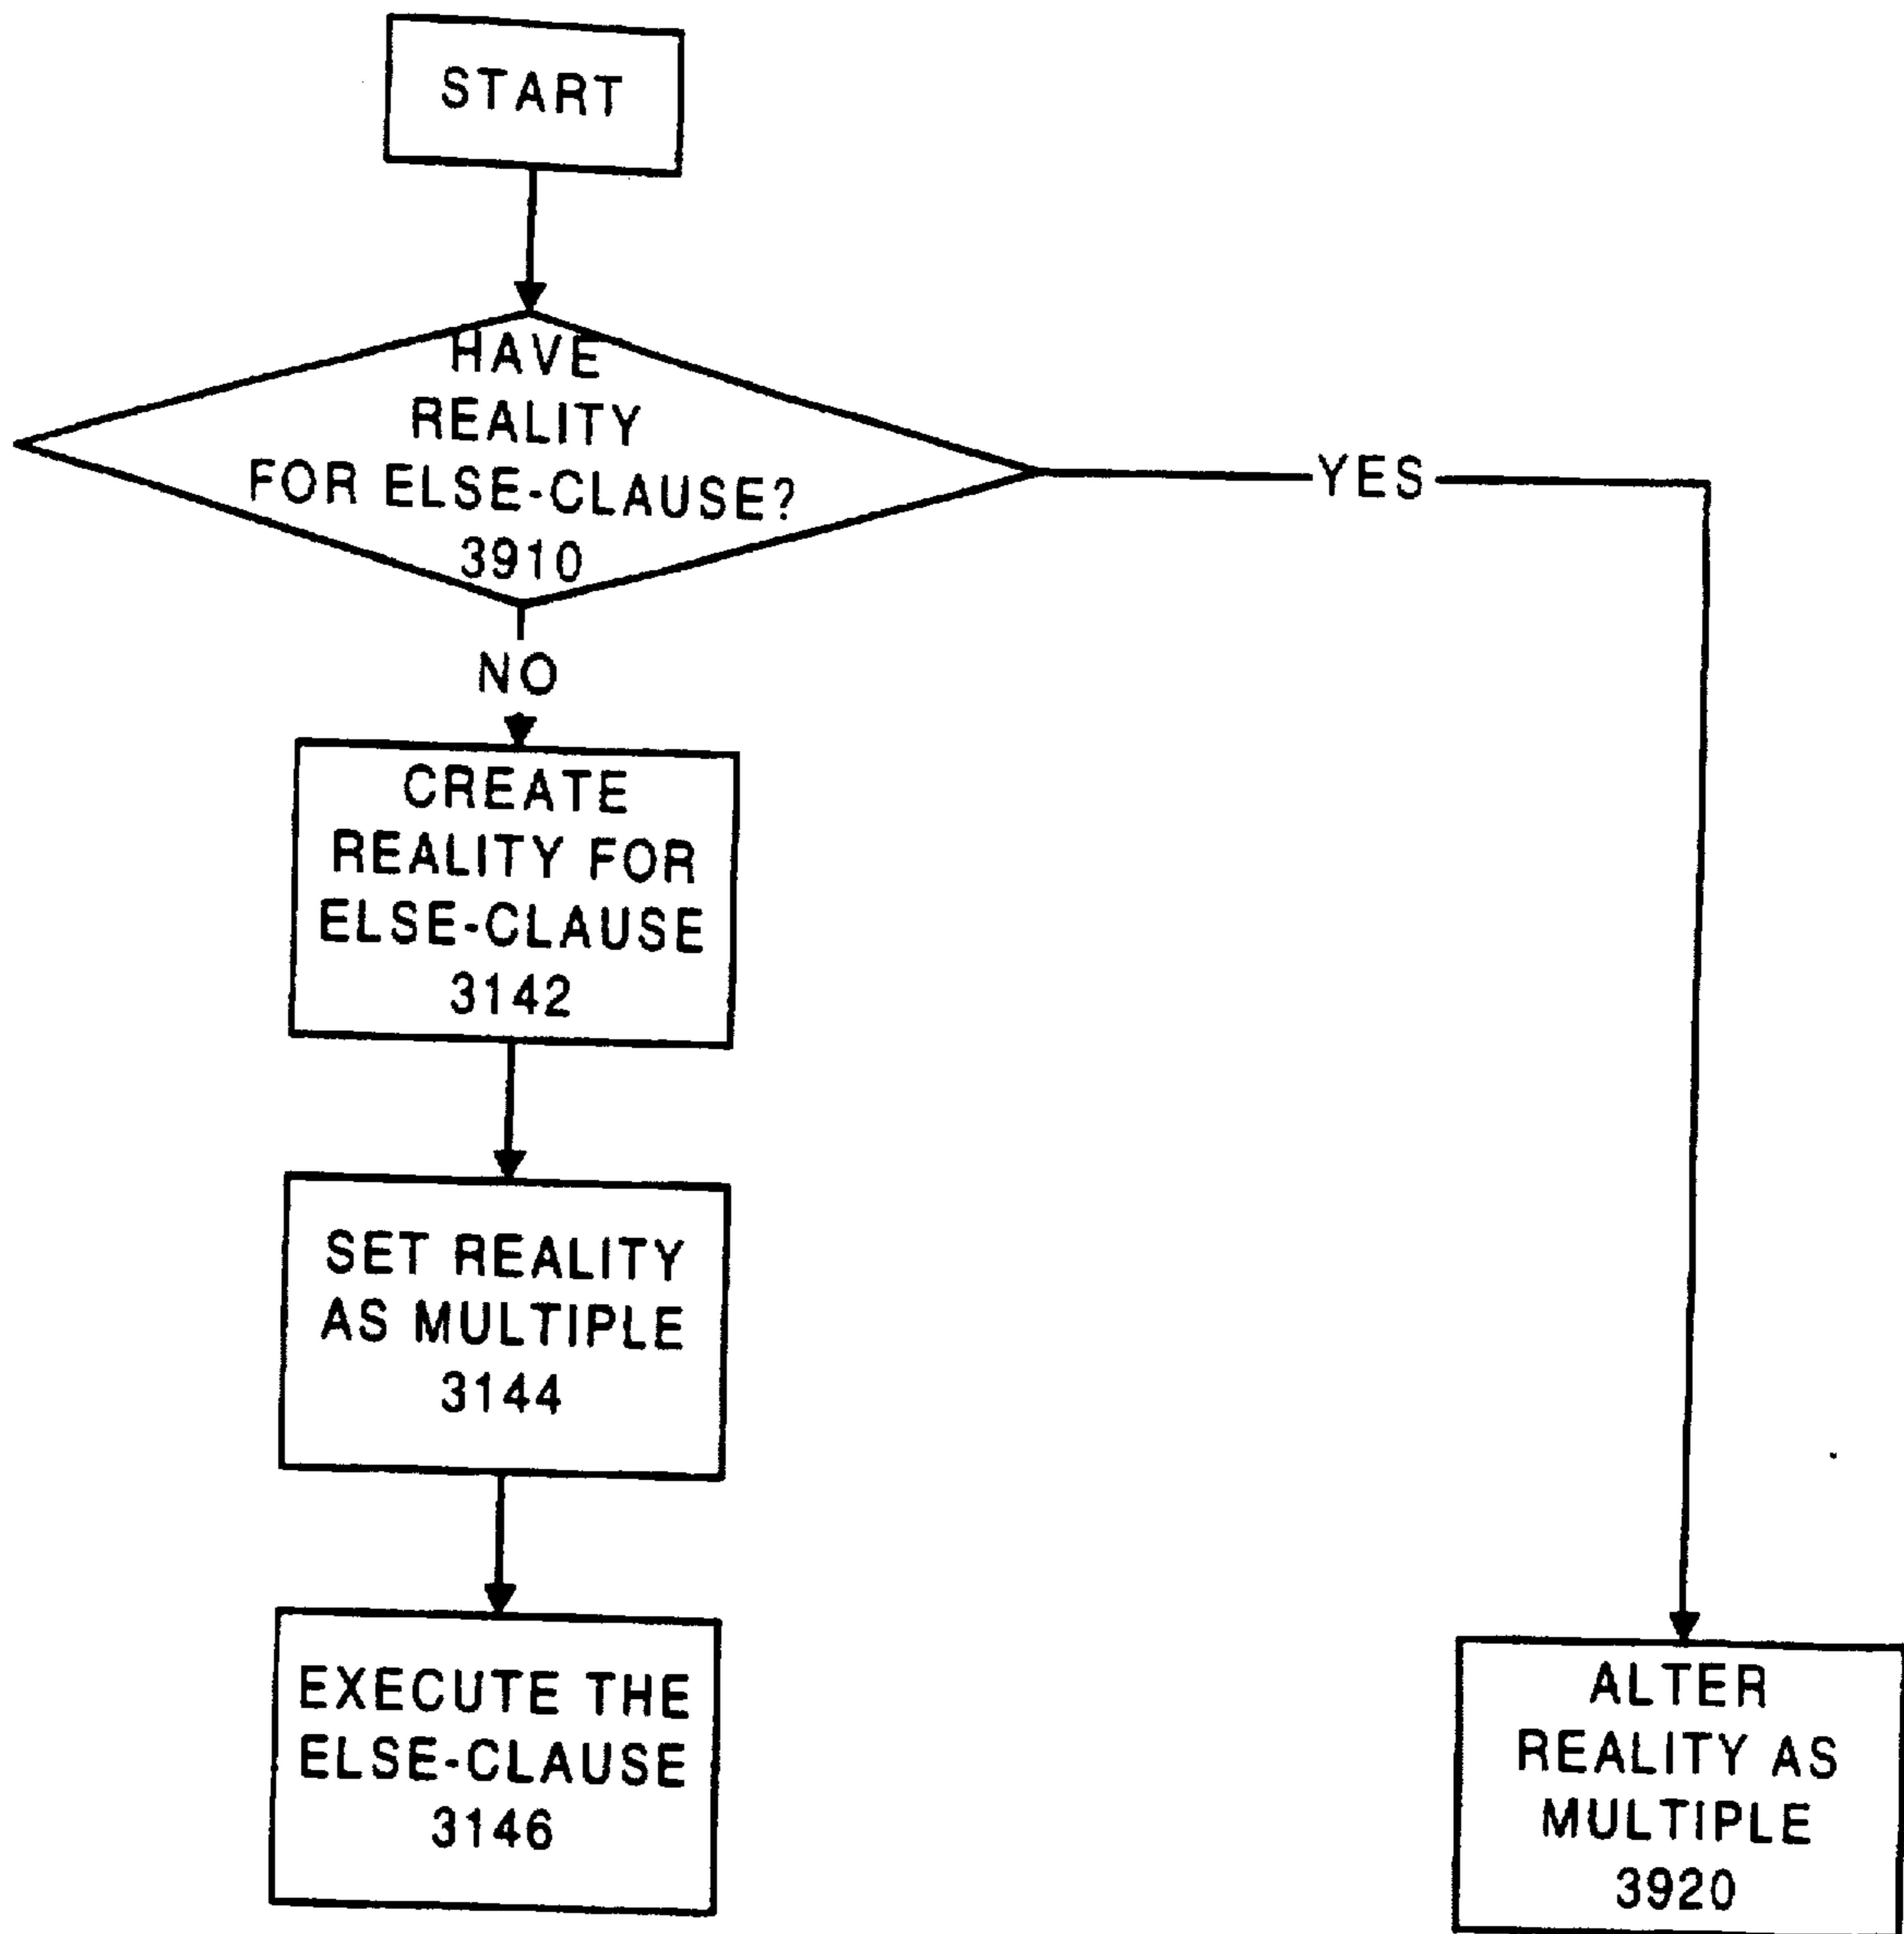 START
HAVE
REALITY
FOR ELSE-CLAUSE?
3910
YES
NO
CREATE
REALITY FOR
ELSE-CLAUSE
3142
SET REALITY
AS MULTIPLE
3144
EXECUTE THE
ELSE-CLAUSE
3146
ALTER
REALITY AS
MULTIPLE
3920